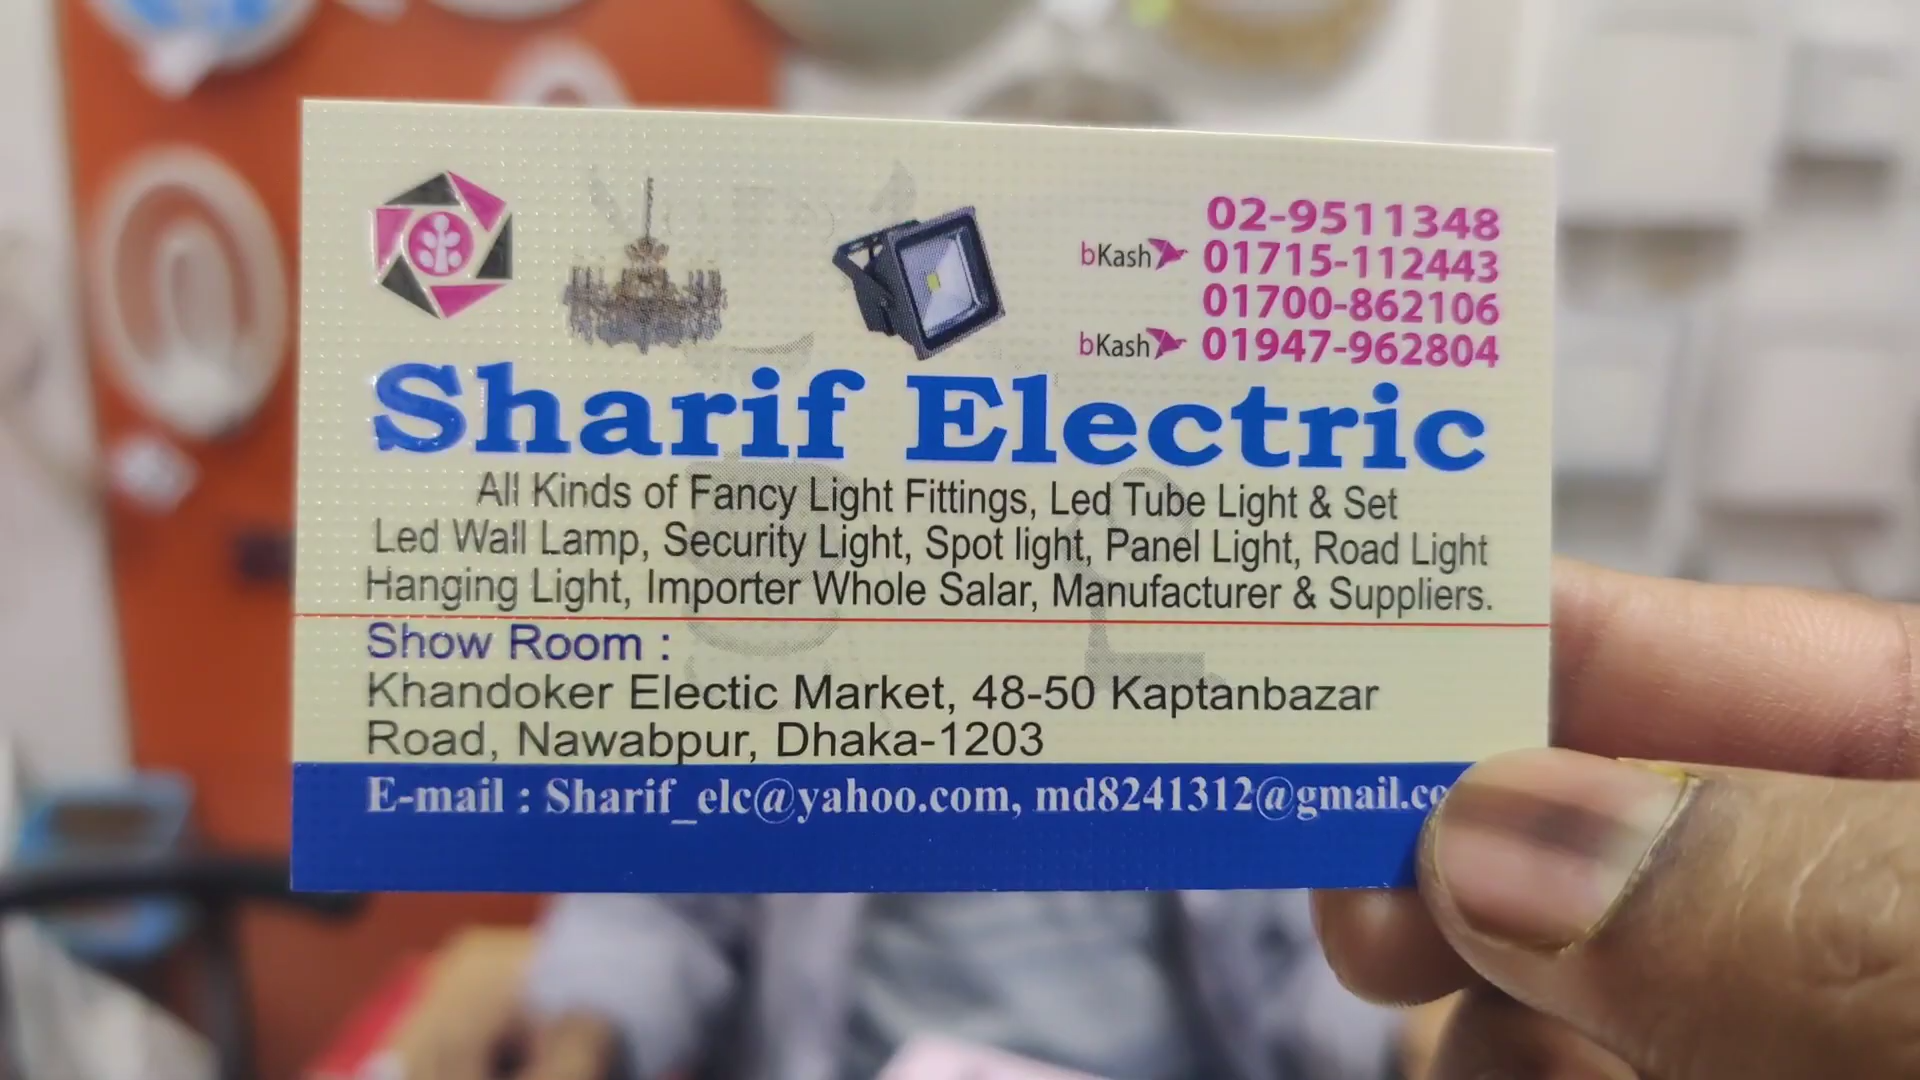 02-9511348
bKash 01715-112443
01700-862106
bKash 01947-962804
Sharif Electric
All Kinds of Fancy Light Fittings, Led Tube Light & Set
Led Wall Lamp, Security Light, Spot light, Panel Light, Road Light
Hanging Light, Importer Whole Salar, Manufacturer & Suppliers.
Show Room :
Khandoker Electic Market, 48-50 Kaptanbazar
Road, Nawabpur, Dhaka-1203
E-mail : Sharif_elc@yahoo.com, md8241312@gmail.co